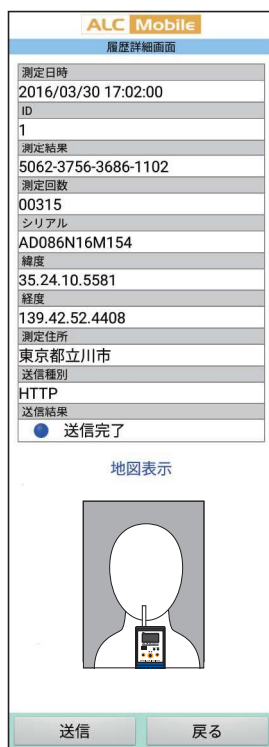 ALC Mobile
履歴詳細画面
測定日時
2016/03/30 17:02:00
ID
1
測定結果
5062-3756-3686-1102
測定回数
00315
シリアル
AD086N16M154
緯度
35.24.10.5581
経度
139.42.52.4408
測定住所
東京都立川市
送信種別
HTTP
送信結果
送信完了
地図表示
送信 戻る